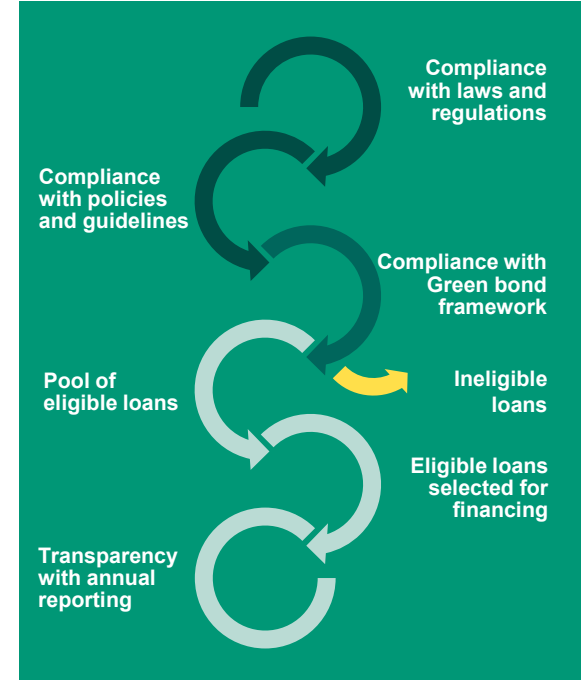 Compliance
with laws and
regulations
Compliance
with policies
and guidelines
Compliance with
Green bond
framework
Ineligible
loans
Pool of
eligible loans
Eligible loans
selected for
financing
Transparency
with annual
reporting